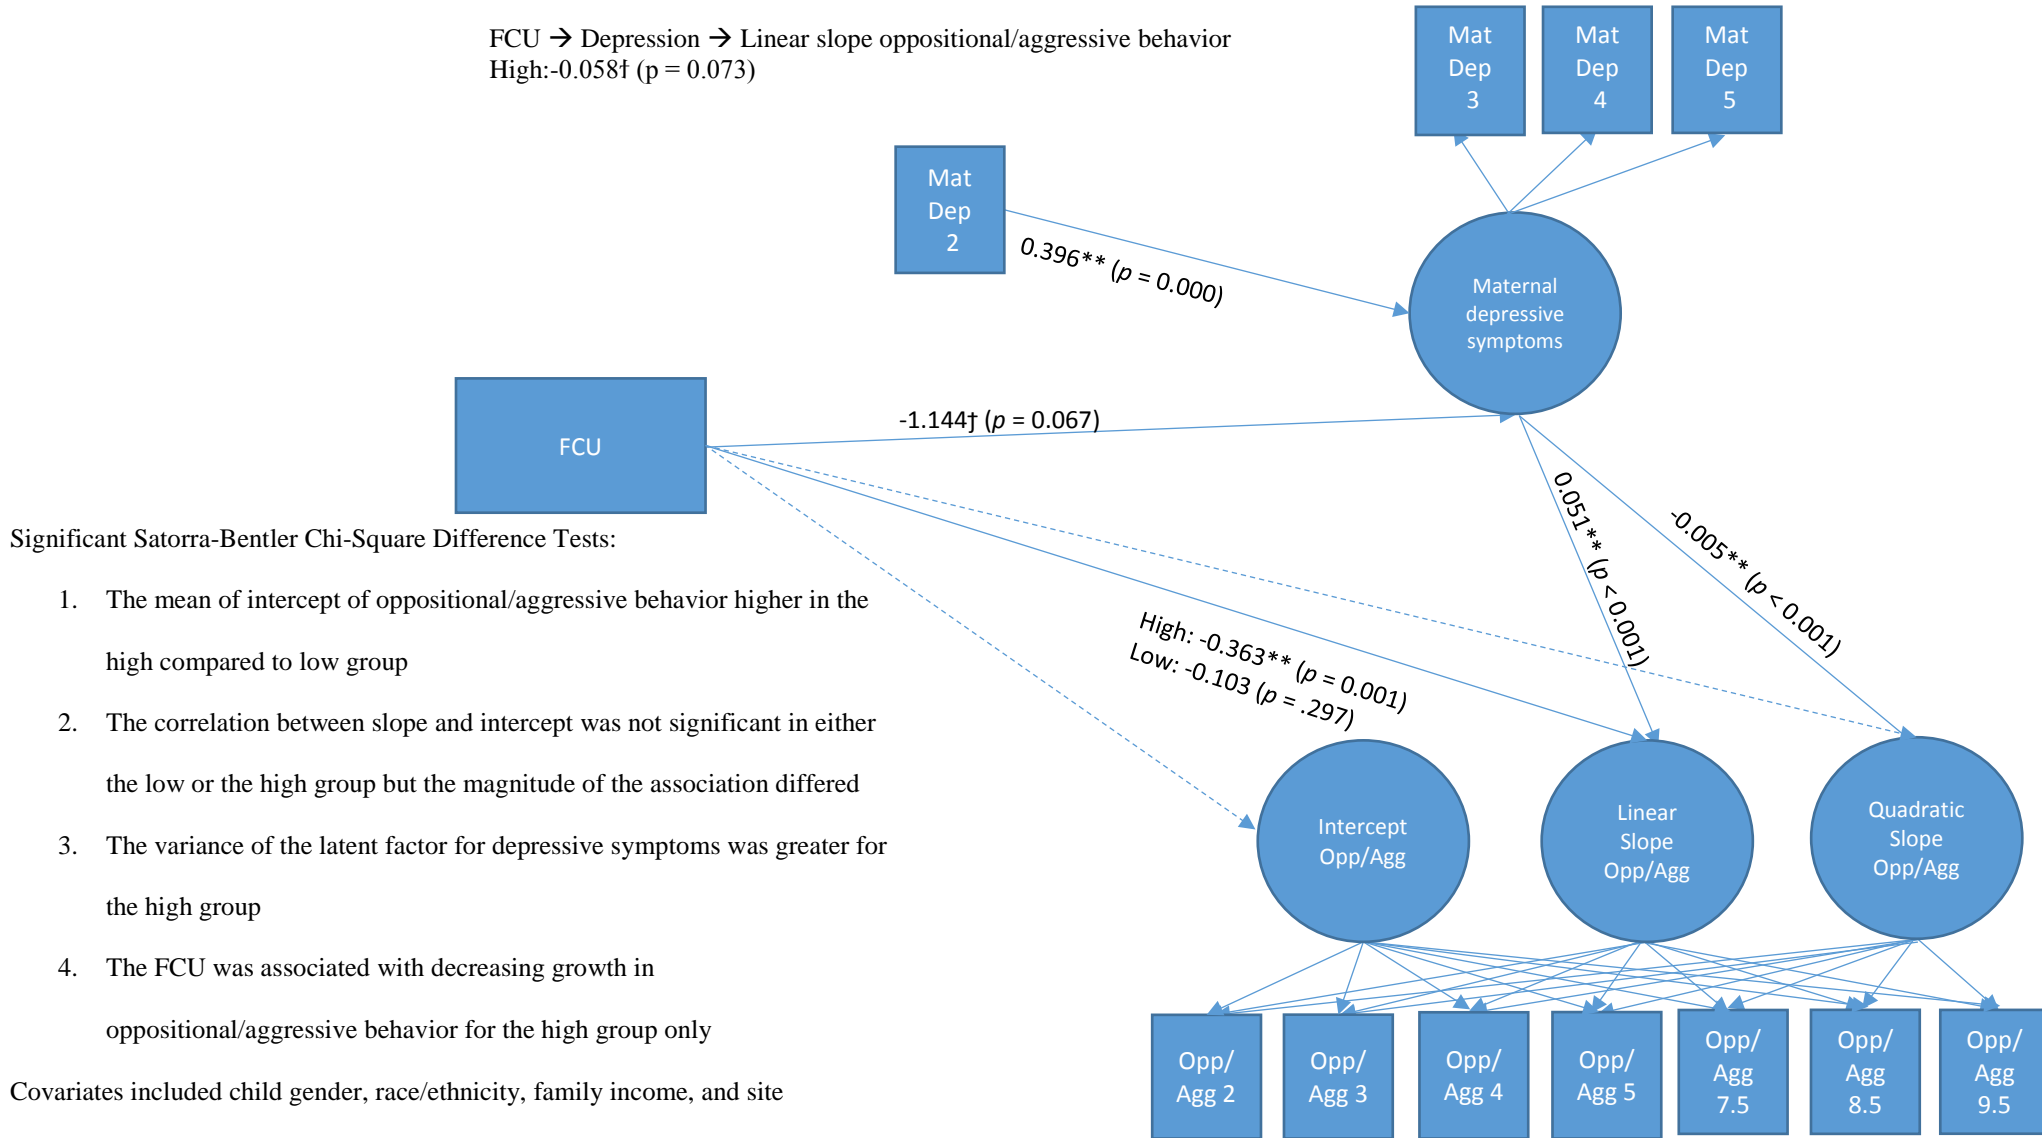 FCU → Depression → Linear slope oppositional/aggressive behavior
High:-0.058† (p = 0.073)
Mat
Dep
3
Mat
Dep
4
Mat
Dep
5
Mat
Dep
2
0.396** (p = 0.000)
Maternal
depressive
symptoms
FCU
-1.144† (p = 0.067)
0.051** (p < 0.001)
-0.005** (p < 0.001)
High: -0.363** (p = 0.001)
Low: -0.103 (p = .297)
Significant Satorra-Bentler Chi-Square Difference Tests:
1. The mean of intercept of oppositional/aggressive behavior higher in the
high compared to low group
2. The correlation between slope and intercept was not significant in either
the low or the high group but the magnitude of the association differed
3. The variance of the latent factor for depressive symptoms was greater for
the high group
4. The FCU was associated with decreasing growth in
oppositional/aggressive behavior for the high group only
Covariates included child gender, race/ethnicity, family income, and site
Intercept
Opp/Agg
Linear
Slope
Opp/Agg
Quadratic
Slope
Opp/Agg
Opp/
Agg 2
Opp/
Agg 3
Opp/
Agg 4
Opp/
Agg 5
Opp/
Agg
7.5
Opp/
Agg
8.5
Opp/
Agg
9.5